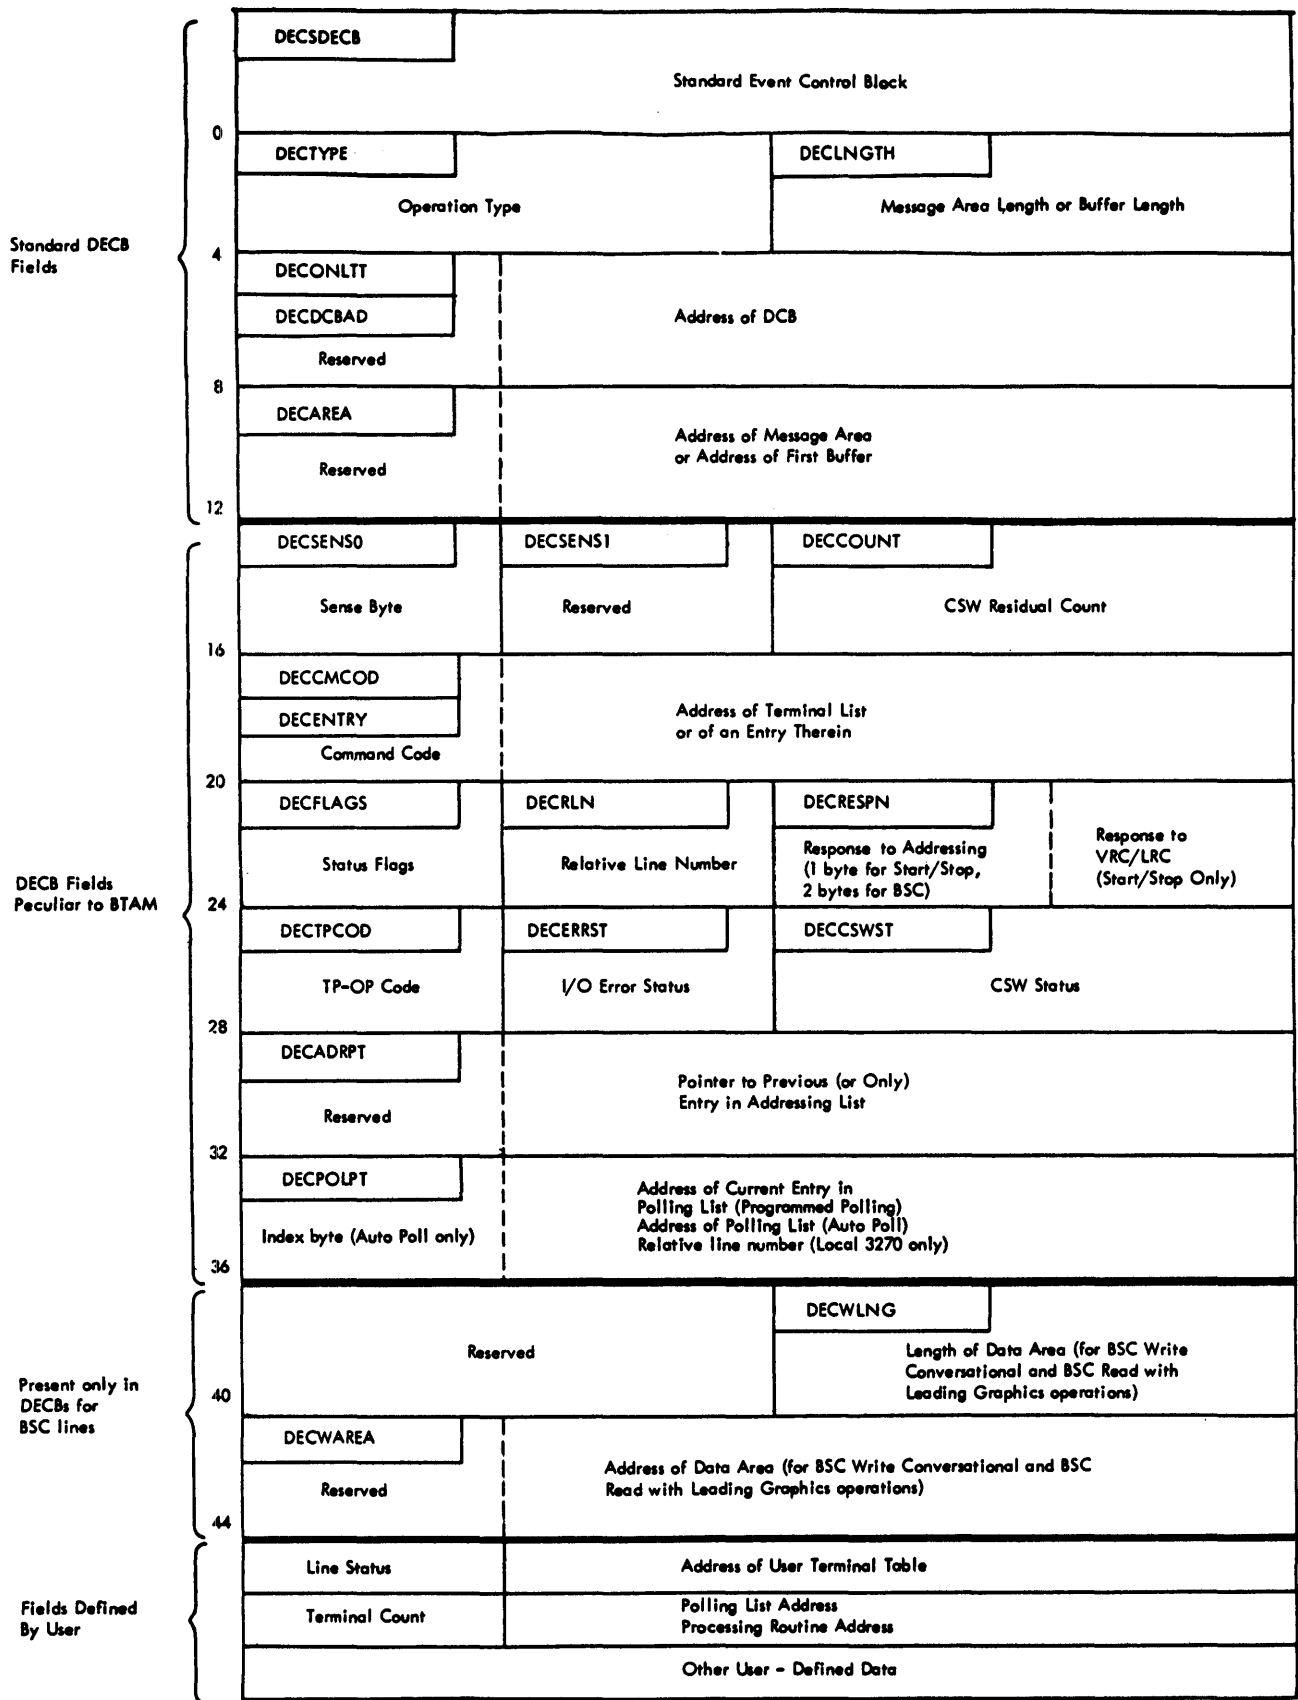 DECSDECB
Standard Event Control Block
0
DECTYPE
DECLNGTH
Operation Type
Message Area Length or Buffer Length
Standard DECB
Fields
4
DECONLTT
DECDCBAD
Address of DCB
Reserved
8
DECAREA
Address of Message Area
or Address of First Buffer
Reserved
12
DECSENS0
DECSENS1
DECCOUNT
Sense Byte
Reserved
CSW Residual Count
16
DECCMCOD
DECENTRY
Address of Terminal List
or of an Entry Therein
Command Code
20
DECFLAGS
DECRLN
DECRESPN
Status Flags
Relative Line Number
Response to Addressing
(1 byte for Start/Stop,
2 bytes for BSC)
Response to
VRC/LRC
(Start/Stop Only)
DECB Fields
Peculiar to BTAM
24
DECTPCOD
DECERRST
DECCSWST
TP-OP Code
I/O Error Status
CSW Status
28
DECADRPT
Pointer to Previous (or Only)
Entry in Addressing List
Reserved
32
DECPOLPT
Index byte (Auto Poll only)
Address of Current Entry in
Polling List (Programmed Polling)
Address of Polling List (Auto Poll)
Relative line number (Local 3270 only)
36
DECWLNG
Reserved
Length of Data Area (for BSC Write
Conversational and BSC Read with
Leading Graphics operations)
Present only in
DECBs for
BSC lines
40
DECWAREA
Reserved
Address of Data Area (for BSC Write Conversational and BSC
Read with Leading Graphics operations)
44
Line Status
Address of User Terminal Table
Fields Defined
By User
Terminal Count
Polling List Address
Processing Routine Address
Other User - Defined Data